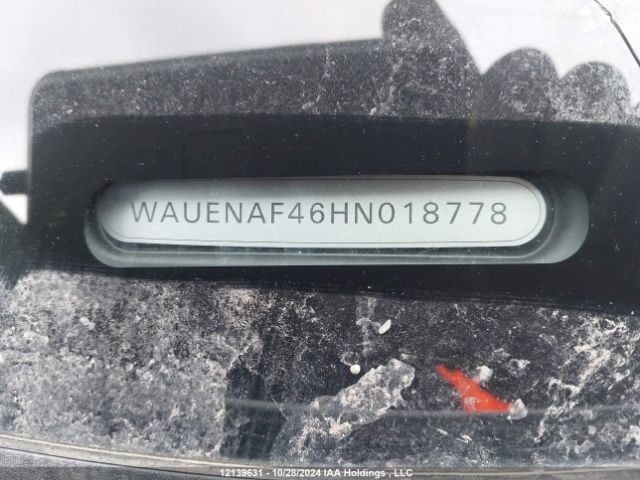 WAUENAF46HN018778
12139631 - 10/28/2024 IAA Holdings , LLC